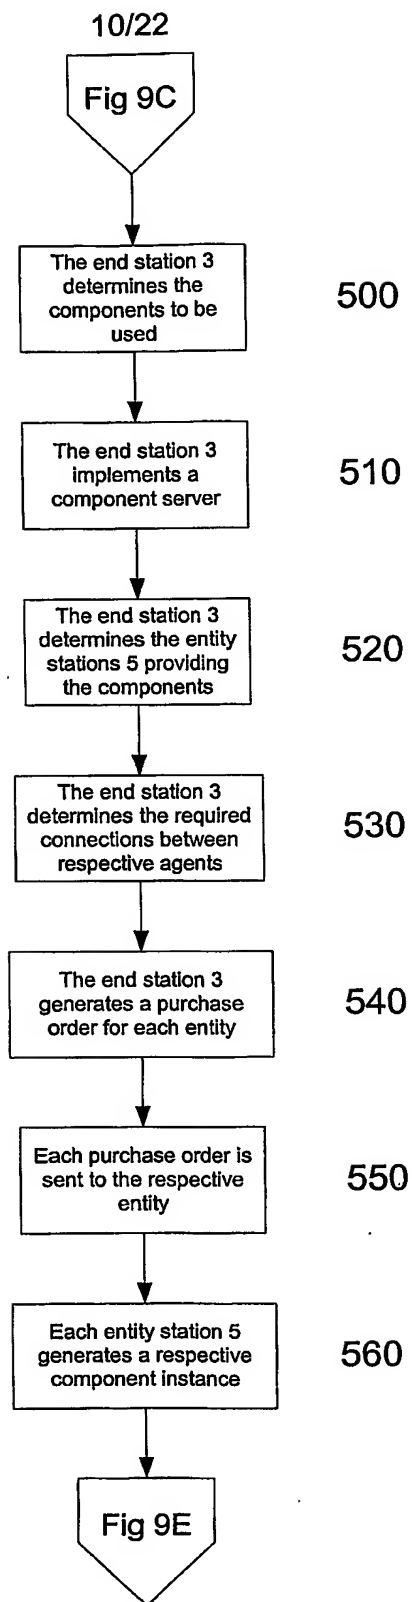 10/22
Fig 9C
The end station 3
determines the
components to be
used
500
The end station 3
implements a
component server
510
The end station 3
determines the entity
stations 5 providing
the components
520
The end station 3
determines the required
connections between
respective agents
530
The end station 3
generates a purchase
order for each entity
540
Each purchase order is
sent to the respective
entity
550
Each entity station 5
generates a respective
component instance
560
Fig 9E